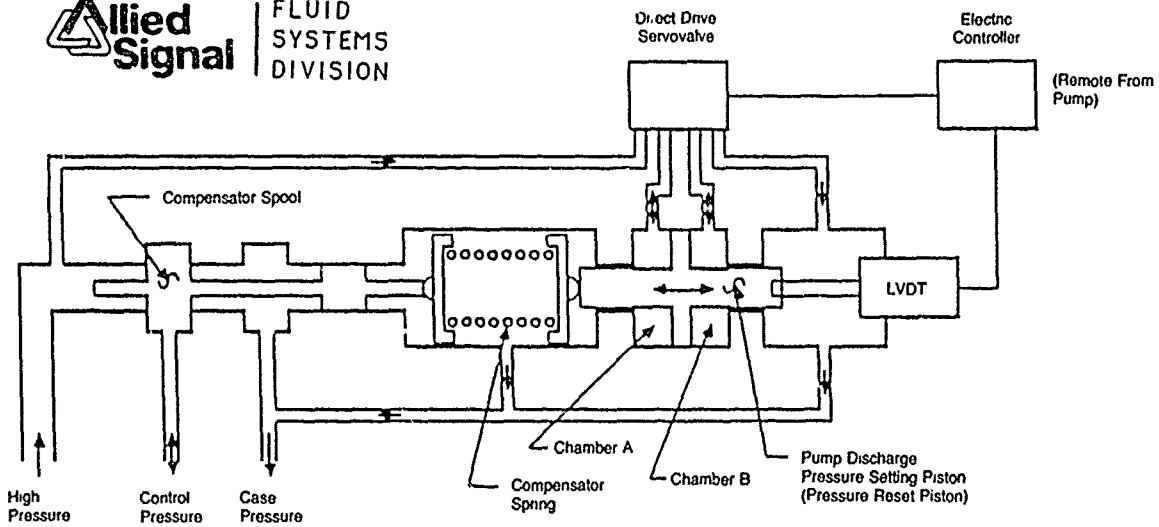 Allied
Signal
FLUID
SYSTEMS
DIVISION
Direct Drive
Servovalve
Electric
Controller
(Remote From
Pump)
Compensator Spool
LVDT
Chamber A
Chamber B
Compensator
Spring
Pump Discharge
Pressure Setting Piston
(Pressure Reset Piston)
High
Pressure
Control
Pressure
Case
Pressure